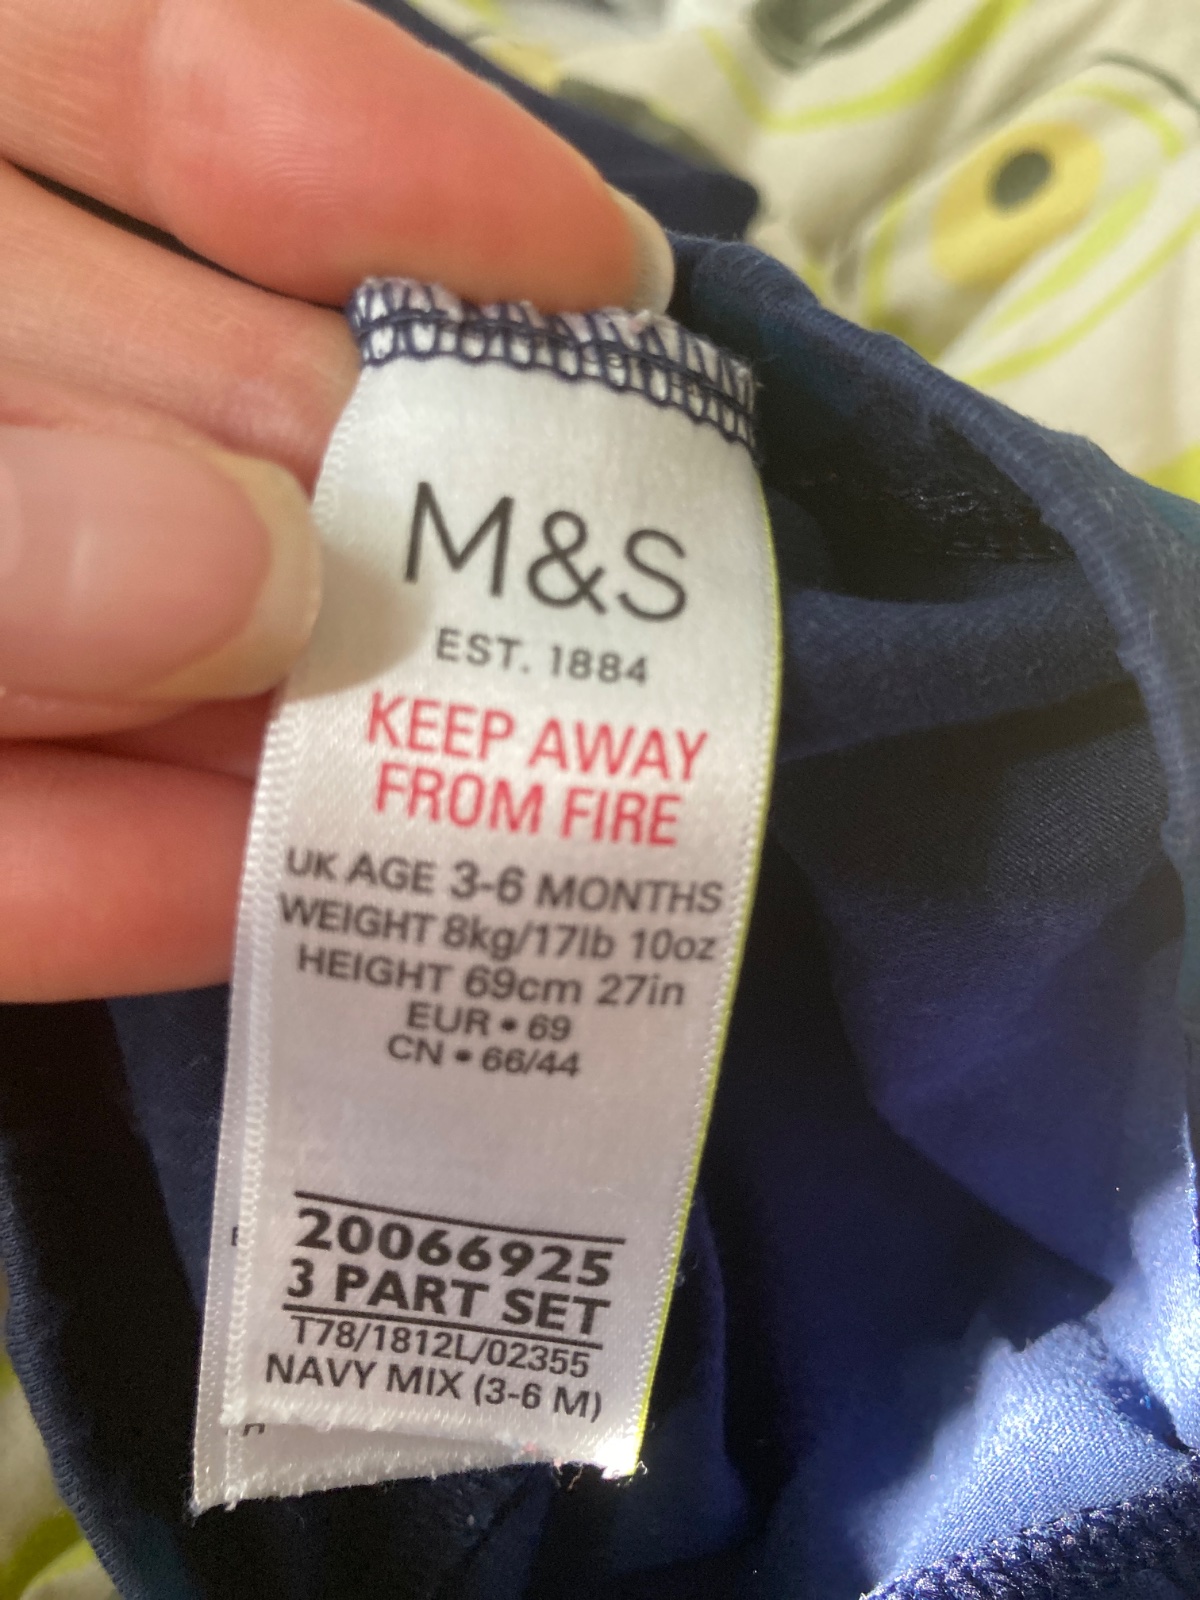 M&S
EST. 1884
KEEP AWAY
FROM FIRE
UK AGE 3-6 MONTHS
WEIGHT 8kg/17lb 10oz
HEIGHT 69cm 27in
EUR • 69
CN • 66/44
20066925
3 PART SET
T78/1812L/02355
NAVY MIX (3-6 M)